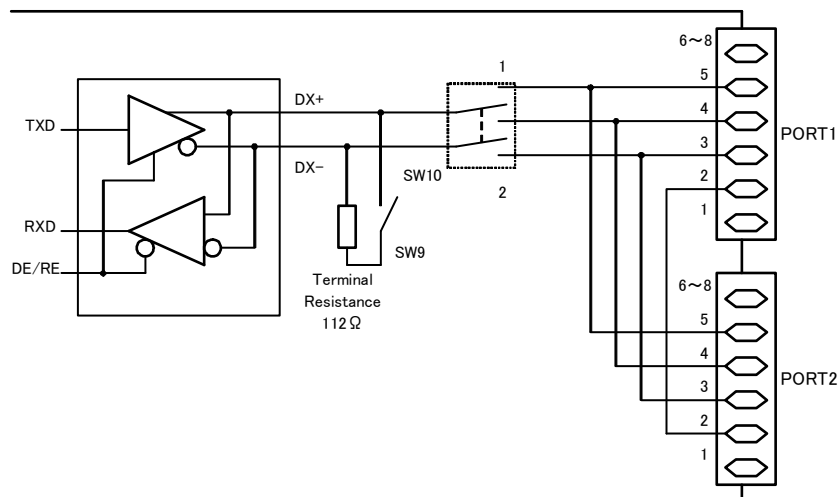 6～8
1
5
DX+
4
TXD
PORT1
3
DX-
2
SW10
2
1
RXD
SW9
DE/RE
Terminal
Resistance
112Ω
6～8
5
4
PORT2
3
2
1